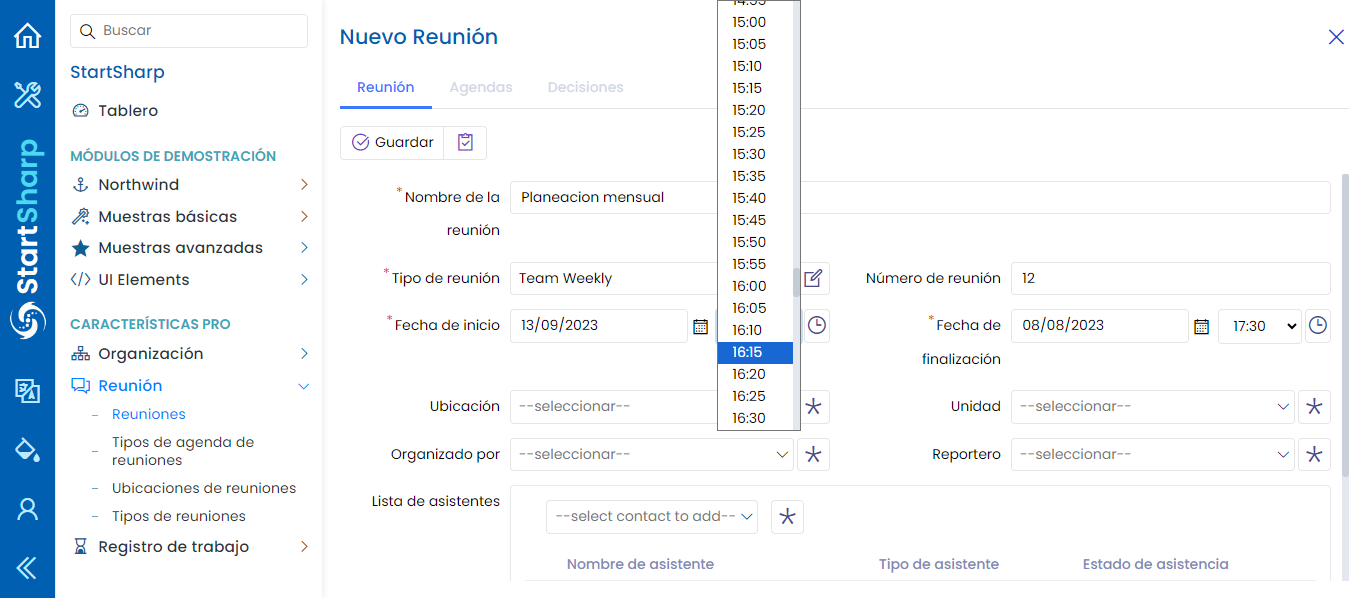 Buscar
StartSharp
Tablero
MÓDULOS DE DEMOSTRACIÓN
Northwind
Muestras básicas
Muestras avanzadas
UI Elements
CARACTERÍSTICAS PRO
Organización
Reunión
Reuniones
Tipos de agenda de
reuniones
Ubicaciones de reuniones
Tipos de reuniones
Registro de trabajo
StartSharp
Nuevo Reunión
Reunión
Agendas
Decisiones
Guardar
*Nombre de la
reunión
Planeacion mensual
*Tipo de reunión
Team Weekly
Número de reunión
12
*Fecha de inicio
13/09/2023
*Fecha de
finalización
08/08/2023
17:30
Ubicación
--seleccionar--
Unidad
--seleccionar--
Organizado por
--seleccionar--
Reportero
--seleccionar--
Lista de asistentes
--select contact to add--
Nombre de asistente
Tipo de asistente
Estado de asistencia
14:55
15:00
15:05
15:10
15:15
15:20
15:25
15:30
15:35
15:40
15:45
15:50
15:55
16:00
16:05
16:10
16:15
16:20
16:25
16:30